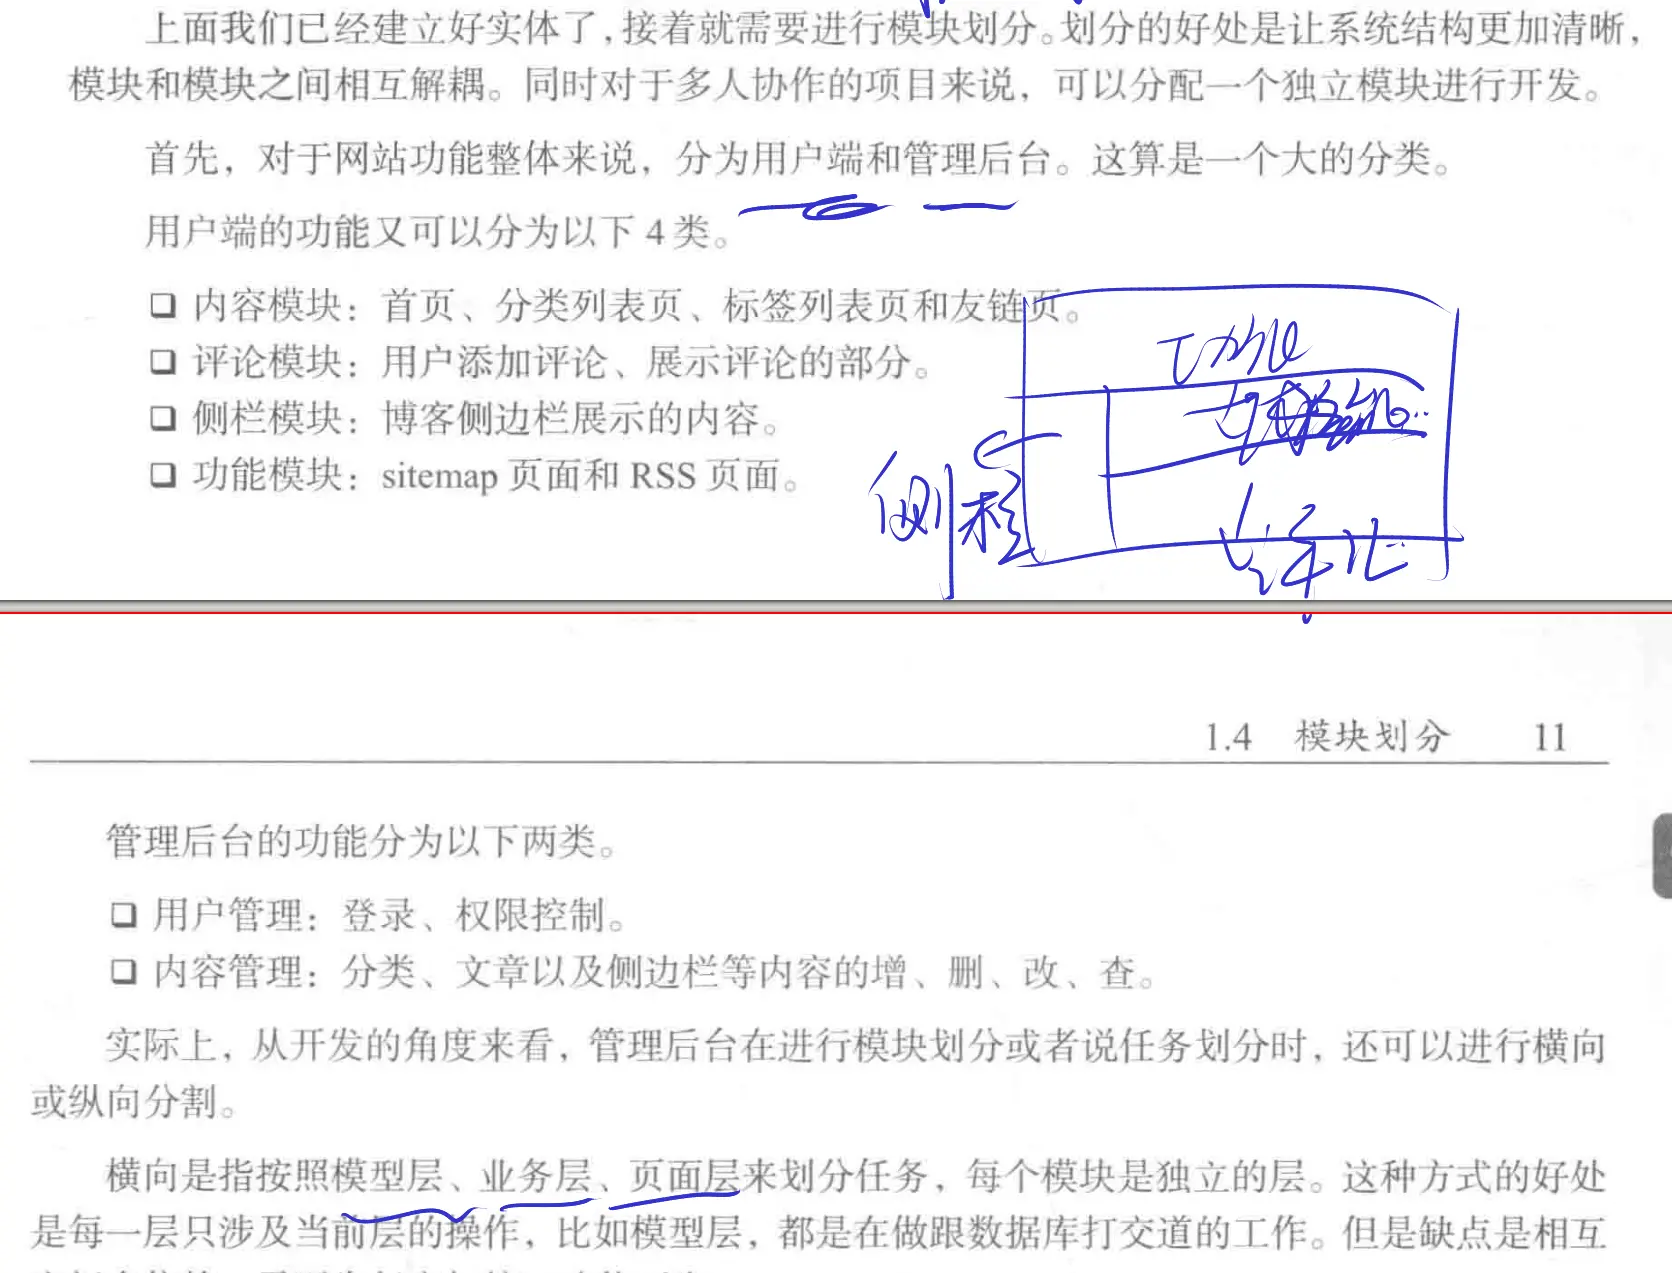 上面我们已经建立好实体了，接着就需要进行模块划分。划分的好处是让系统结构更加清晰，
模块和模块之间相互解耦。同时对于多人协作的项目来说，可以分配一个独立模块进行开发。
首先，对于网站功能整体来说，分为用户端和管理后台。这算是一个大的分类。
用户端的功能又可以分为以下 4 类。
❑ 内容模块：首页、分类列表页、标签列表页和友链页。
❑ 评论模块：用户添加评论、展示评论的部分。
❑ 侧栏模块：博客侧边栏展示的内容。
❑ 功能模块：sitemap 页面和 RSS 页面。
功能
侧栏
评论
1.4 模块划分 11
管理后台的功能分为以下两类。
❑ 用户管理：登录、权限控制。
❑ 内容管理：分类、文章以及侧边栏等内容的增、删、改、查。
实际上，从开发的角度来看，管理后台在进行模块划分或者说任务划分时，还可以进行横向
或纵向分割。
横向是指按照模型层、业务层、页面层来划分任务，每个模块是独立的层。这种方式的好处
是每一层只涉及当前层的操作，比如模型层，都是在做跟数据库打交道的工作。但是缺点是相互